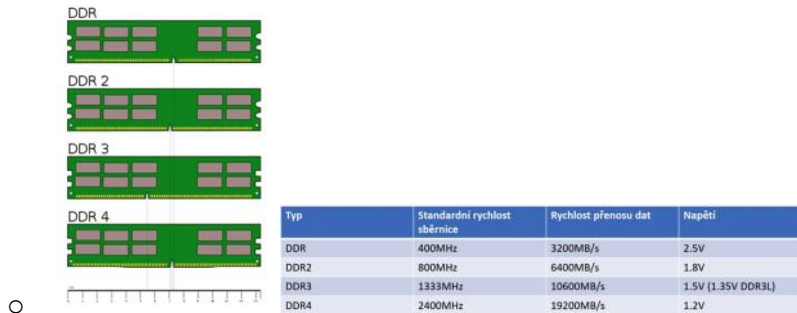 DDR
DDR 2
DDR 3
DDR 4
Typ Standardní rychlost sběrnice Rychlost přenosu dat Napětí
DDR 400MHz 3200MB/s 2.5V
DDR2 800MHz 6400MB/s 1.8V
DDR3 1333MHz 10600MB/s 1.5V (1.35V DDR3L)
DDR4 2400MHz 19200MB/s 1.2V